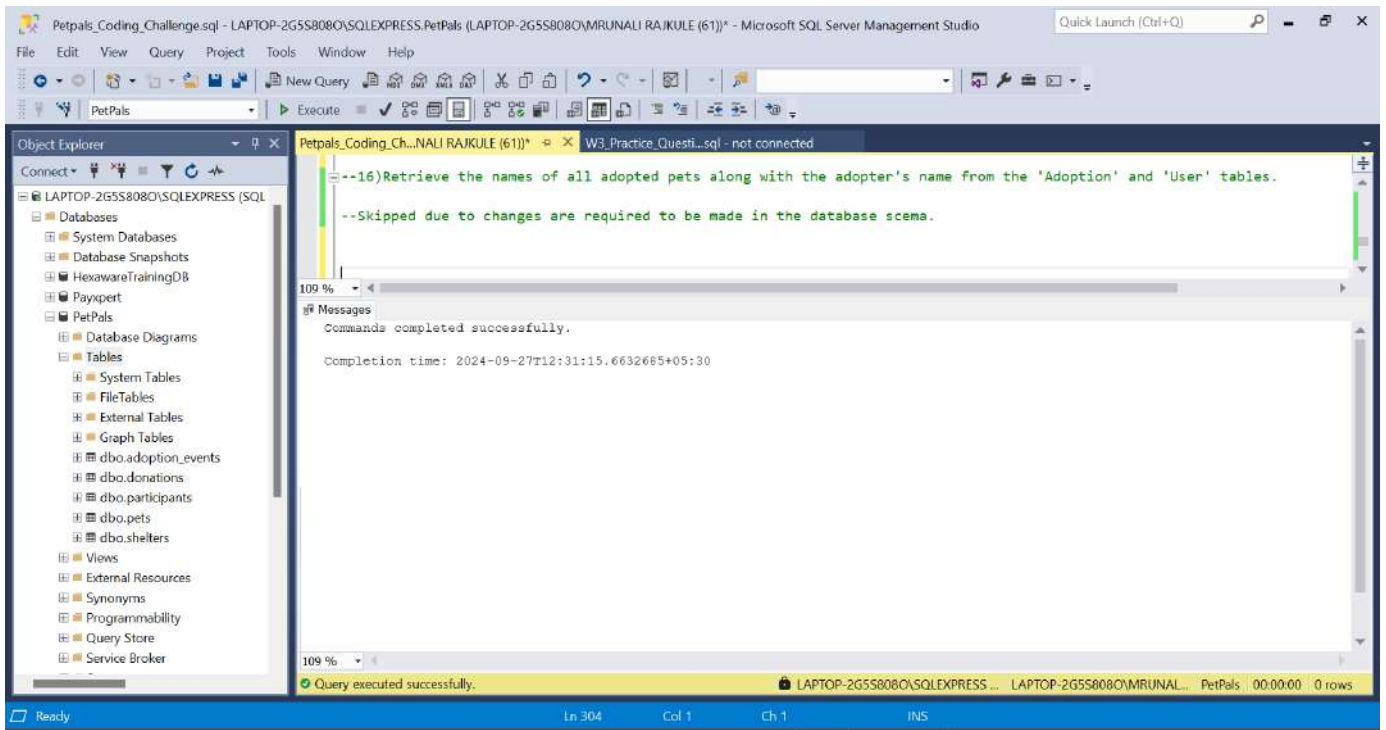 Petpals_Coding_Challenge.sql - LAPTOP-2G5S808O\SQLEXPRESS.PetPals (LAPTOP-2G5S808O\MRUNALI RAJKULE (61))* - Microsoft SQL Server Management Studio
Quick Launch (Ctrl+Q)
File Edit View Query Project Tools Window Help
New Query
PetPals
Execute
Object Explorer
Petpals_Coding_Ch...NALI RAJKULE (61))*
W3_Practice_Questi...sql - not connected
Connect
LAPTOP-2G5S808O\SQLEXPRESS (SQL
Databases
System Databases
Database Snapshots
HexawareTrainingDB
Payxpert
PetPals
Database Diagrams
Tables
System Tables
FileTables
External Tables
Graph Tables
dbo.adoption_events
dbo.donations
dbo.participants
dbo.pets
dbo.shelters
Views
External Resources
Synonyms
Programmability
Query Store
Service Broker
--16)Retrieve the names of all adopted pets along with the adopter's name from the 'Adoption' and 'User' tables.
--Skipped due to changes are required to be made in the database scema.
109 %
Messages
Commands completed successfully.
Completion time: 2024-09-27T12:31:15.6632685+05:30
109 %
Query executed successfully.
LAPTOP-2G5S808O\SQLEXPRESS ...
LAPTOP-2G5S808O\MRUNAL...
PetPals
00:00:00
0 rows
Ready
Ln 304
Col 1
Ch 1
INS